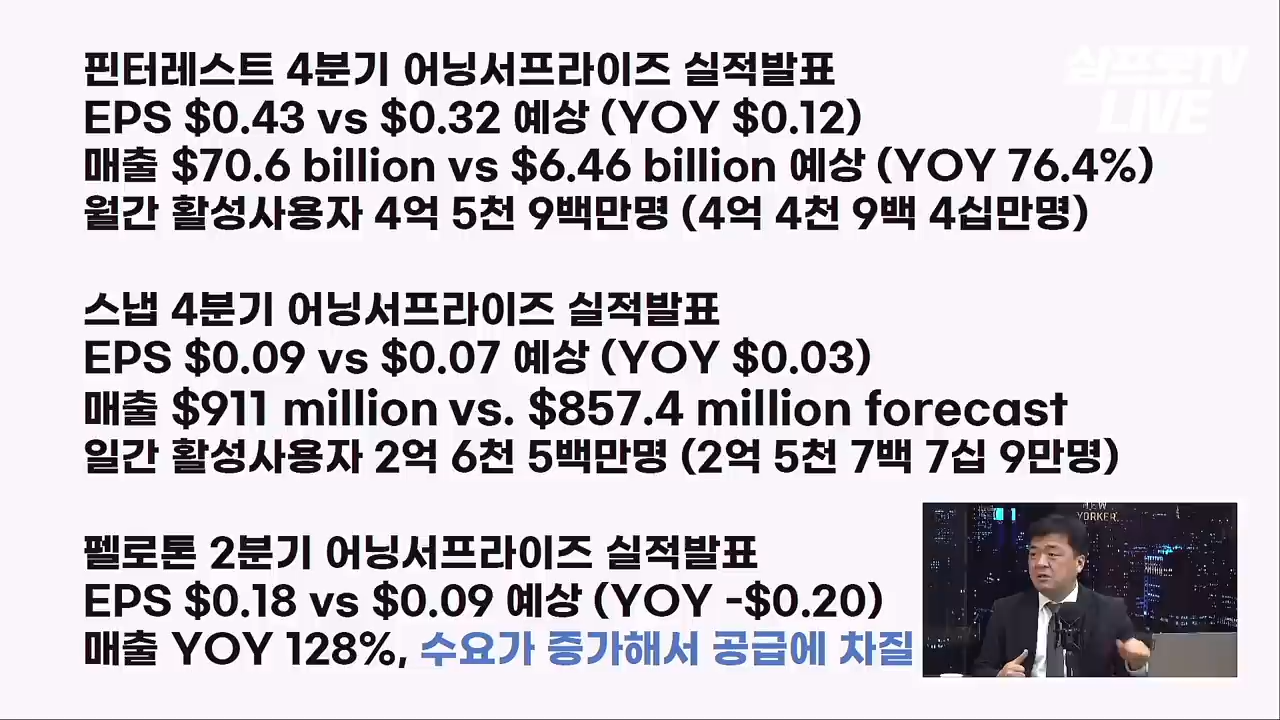 삼프로TV
LIVE
핀터레스트 4분기 어닝서프라이즈 실적발표
EPS $0.43 vs $0.32 예상 (YOY $0.12)
매출 $70.6 billion vs $6.46 billion 예상 (YOY 76.4%)
월간 활성사용자 4억 5천 9백만명 (4억 4천 9백 4십만명)
스냅 4분기 어닝서프라이즈 실적발표
EPS $0.09 vs $0.07 예상 (YOY $0.03)
매출 $911 million vs. $857.4 million forecast
일간 활성사용자 2억 6천 5백만명 (2억 5천 7백 7십 9만명)
펠로톤 2분기 어닝서프라이즈 실적발표
EPS $0.18 vs $0.09 예상 (YOY -$0.20)
매출 YOY 128%, 수요가 증가해서 공급에 차질
NEW
YORKER